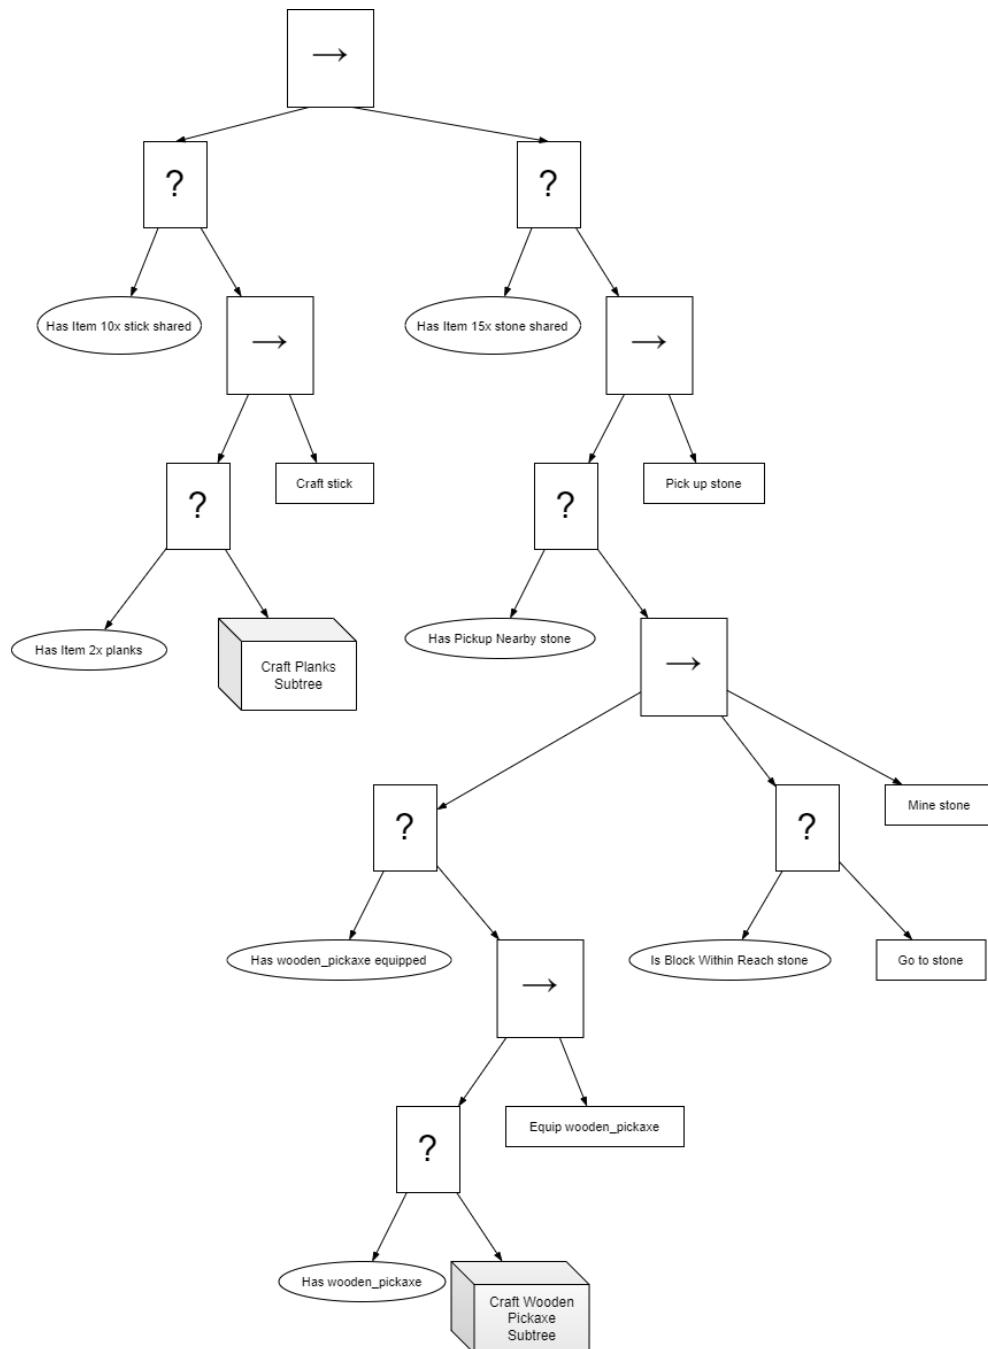 →
?
?
Has Item 10x stick shared
→
Has Item 15x stone shared
→
?
Craft stick
?
Pick up stone
Has Item 2x planks
Craft Planks
Subtree
Has Pickup Nearby stone
→
?
?
Mine stone
Has wooden_pickaxe equipped
→
Is Block Within Reach stone
Go to stone
?
Equip wooden_pickaxe
Has wooden_pickaxe
Craft Wooden
Pickaxe
Subtree